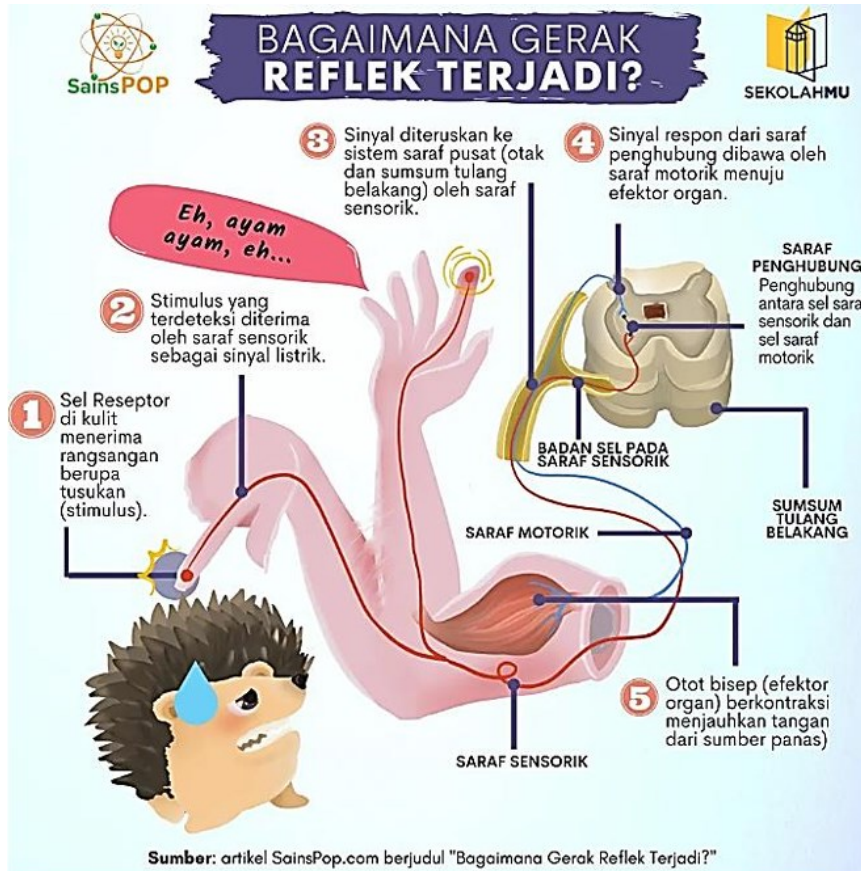 SainsPOP
BAGAIMANA GERAK
REFLEK TERJADI?
SEKOLAHMU
3
Sinyal diteruskan ke
sistem saraf pusat (otak
dan sumsum tulang
belakang) oleh saraf
sensorik.
4
Sinyal respon dari saraf
penghubung dibawa oleh
saraf motorik menuju
efektor organ.
Eh, ayam
ayam, eh...
SARAF
PENGHUBUNG
Penghubung
antara sel sara
sensorik dan
sel saraf
motorik
2
Stimulus yang
terdeteksi diterima
oleh saraf sensorik
sebagai sinyal listrik.
1
Sel Reseptor
di kulit
menerima
rangsangan
berupa
tusukan
(stimulus).
BADAN SEL PADA
SARAF SENSORIK
SUMSUM
TULANG
BELAKANG
SARAF MOTORIK
5
Otot bisep (efektor
organ) berkontraksi
menjauhkan tangan
dari sumber panas)
SARAF SENSORIK
Sumber: artikel SainsPop.com berjudul "Bagaimana Gerak Reflek Terjadi?"